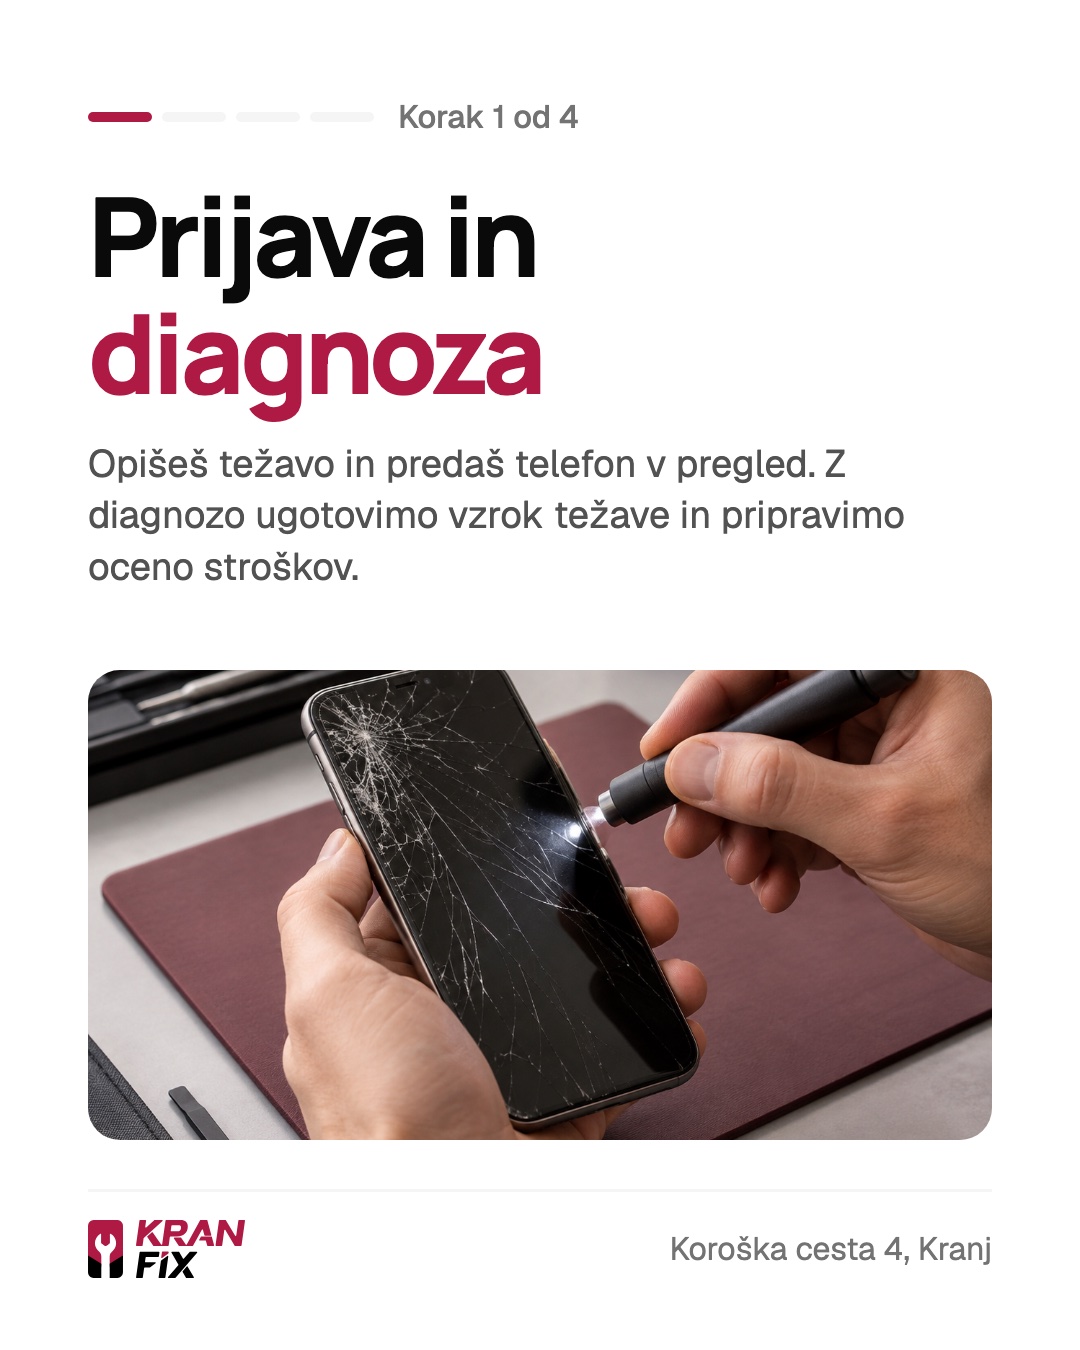 Korak 1 od 4
Prijava in
diagnoza
Opišeš težavo in predaš telefon v pregled. Z
diagnozo ugotovimo vzrok težave in pripravimo
oceno stroškov.
KRAN
FIX
Koroška cesta 4, Kranj